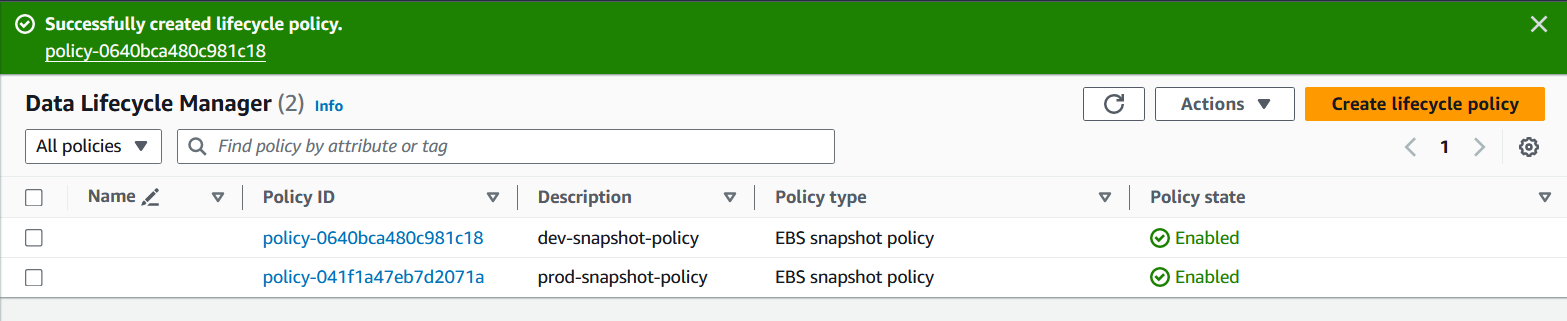 Successfully created lifecycle policy.
policy-0640bca480c981c18
Data Lifecycle Manager (2) Info Actions Create lifecycle policy
All policies Find policy by attribute or tag 1
Name Policy ID Description Policy type Policy state
policy-0640bca480c981c18 dev-snapshot-policy EBS snapshot policy Enabled
policy-041f1a47eb7d2071a prod-snapshot-policy EBS snapshot policy Enabled